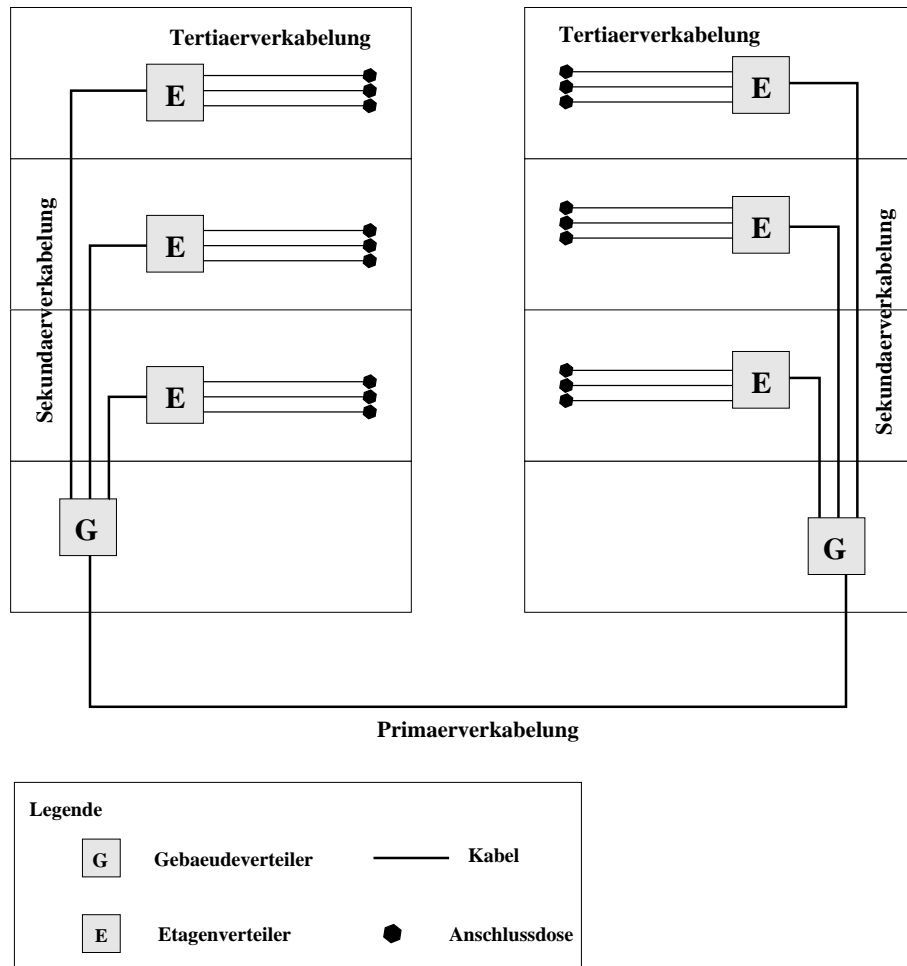 Tertiaerverkabelung
Tertiaerverkabelung
E
E
E
E
E
E
Sekundaerverkabelung
Sekundaerverkabelung
G
G
Primaerverkabelung
Legende
G Gebaeudeverteiler Kabel
E Etagenverteiler Anschlussdose